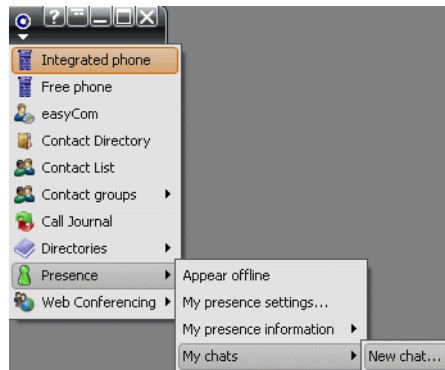 Integrated phone
Free phone
easyCom
Contact Directory
Contact List
Contact groups
Call Journal
Directories
Presence
Web Conferencing
Appear offline
My presence settings...
My presence information
My chats
New chat...